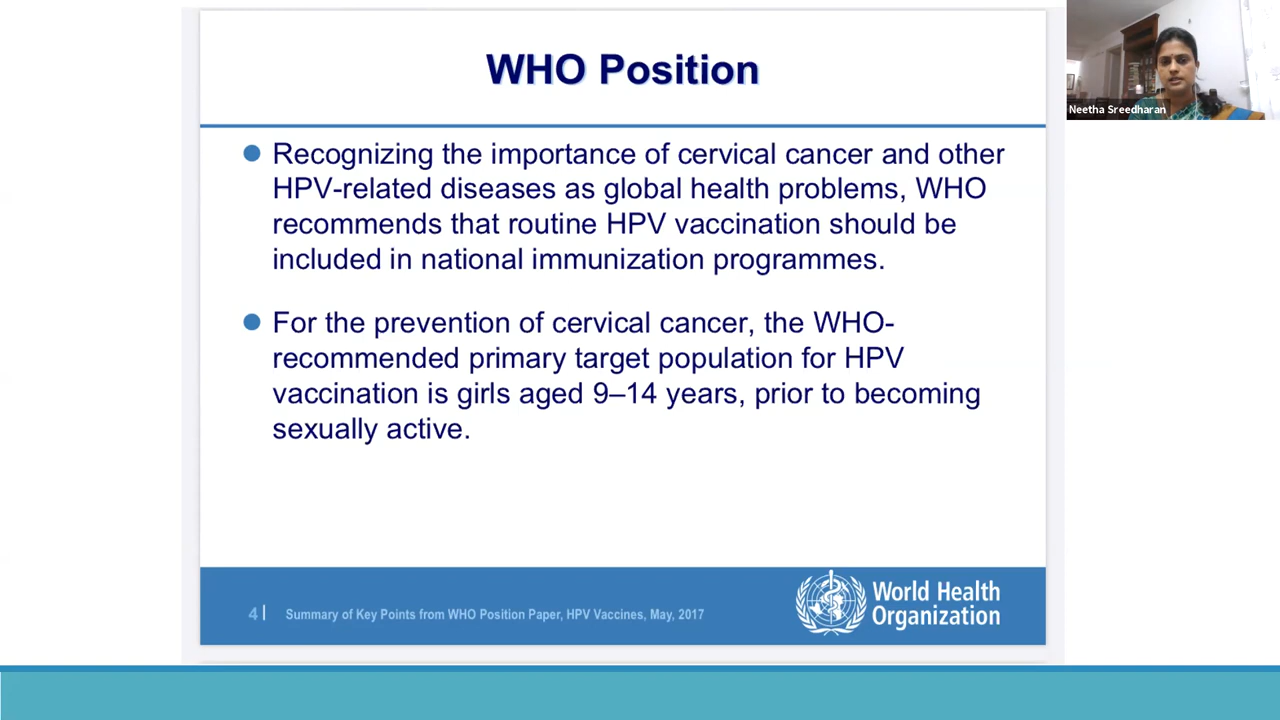 WHO Position
Neetha Sreedharan
Recognizing the importance of cervical cancer and other
HPV-related diseases as global health problems, WHO
recommends that routine HPV vaccination should be
included in national immunization programmes.
For the prevention of cervical cancer, the WHO-
recommended primary target population for HPV
vaccination is girls aged 9–14 years, prior to becoming
sexually active.
4 | Summary of Key Points from WHO Position Paper, HPV Vaccines, May, 2017
World Health
Organization